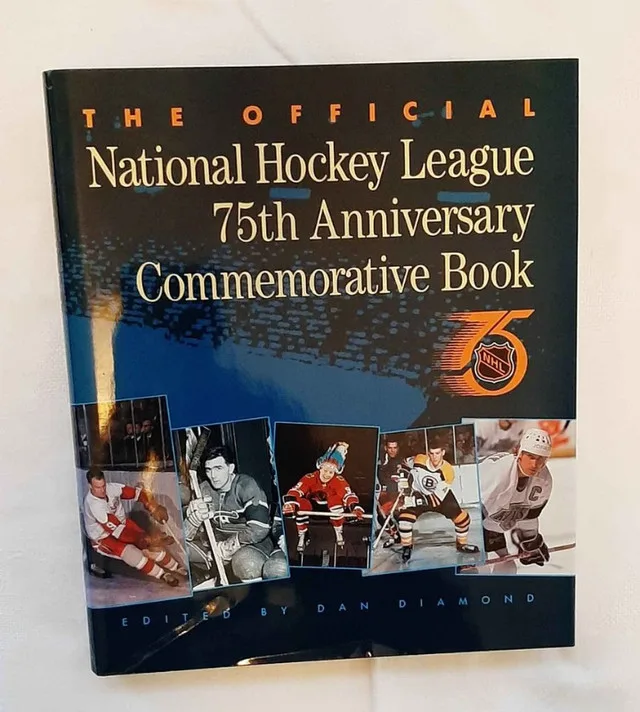 THE OFFICIAL
National Hockey League
75th Anniversary
Commemorative Book
75
NHL
B
C
EDITED BY DAN DIAMOND